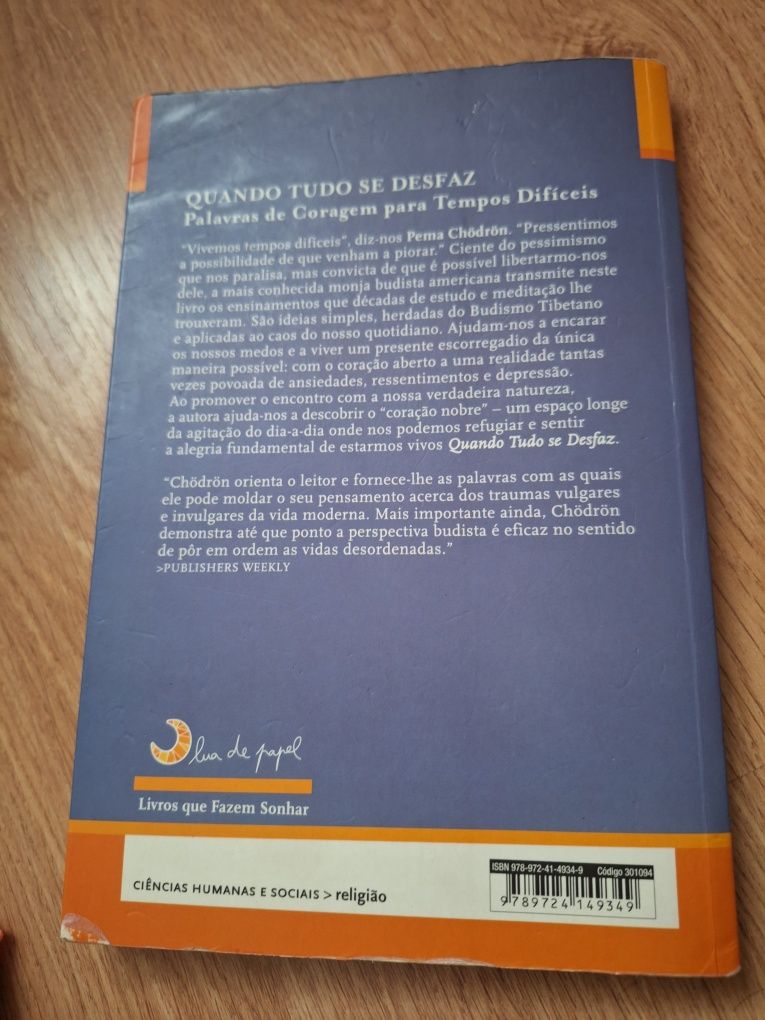 QUANDO TUDO SE DESFAZ
Palavras de Coragem para Tempos Difíceis
“Vivemos tempos difíceis”, diz-nos Pema Chödrön. “Pressentimos
a possibilidade de que venham a piorar.” Ciente do pessimismo
que nos paralisa, mas convicta de que é possível libertarmo-nos
dele, a mais conhecida monja budista americana transmite neste
livro os ensinamentos que décadas de estudo e meditação lhe
trouxeram. São ideias simples, herdadas do Budismo Tibetano
e aplicadas ao caos do nosso quotidiano. Ajudam-nos a encarar
os nossos medos e a viver um presente escorregadio da única
maneira possível: com o coração aberto a uma realidade tantas
vezes povoada de ansiedades, ressentimentos e depressão.
Ao promover o encontro com a nossa verdadeira natureza,
a autora ajuda-nos a descobrir o “coração nobre” – um espaço longe
da agitação do dia-a-dia onde nos podemos refugiar e sentir
a alegria fundamental de estarmos vivos Quando Tudo se Desfaz.
“Chödrön orienta o leitor e fornece-lhe as palavras com as quais
ele pode moldar o seu pensamento acerca dos traumas vulgares
e invulgares da vida moderna. Mais importante ainda, Chödrön
demonstra até que ponto a perspectiva budista é eficaz no sentido
de pôr em ordem as vidas desordenadas.”
>PUBLISHERS WEEKLY
lua de papel
Livros que Fazem Sonhar
CIÊNCIAS HUMANAS E SOCIAIS > religião
ISBN 978-972-41-4934-9 Código 301094
9 789724 149349